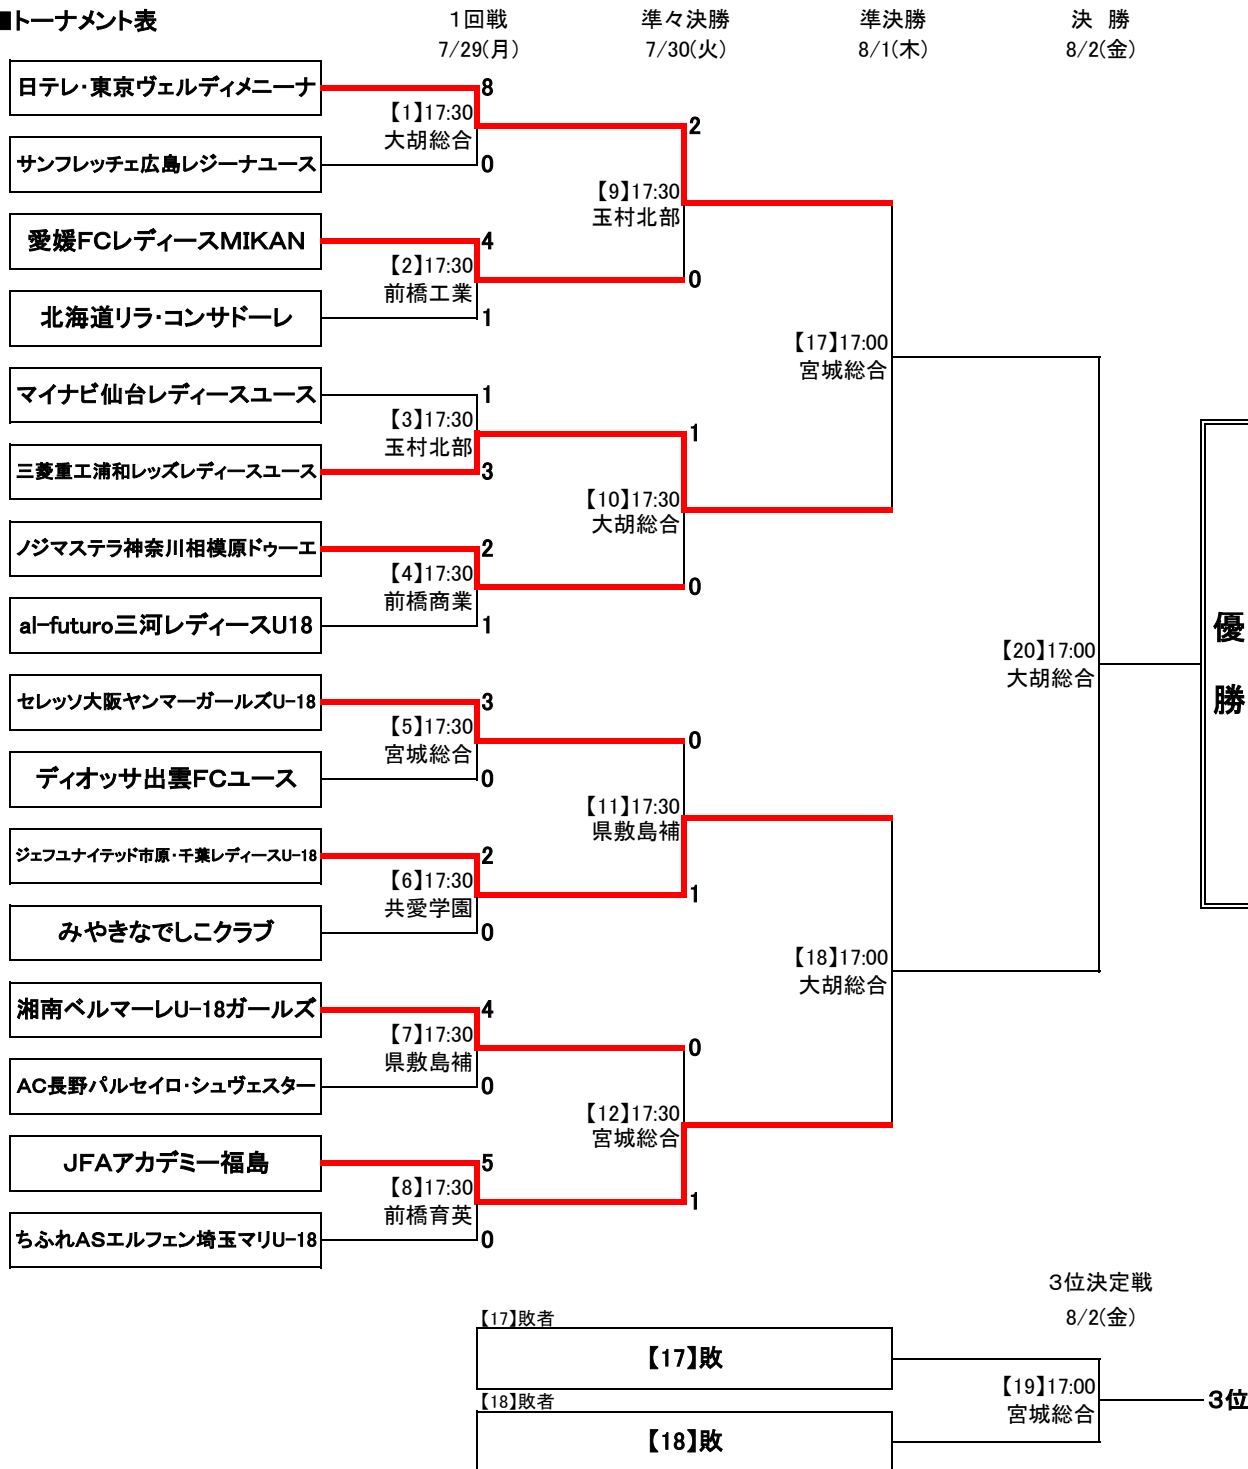 ■トーナメント表
1回戦
準々決勝
準決勝
決 勝
7/29(月)
7/30(火)
8/1(木)
8/2(金)
日テレ・東京ヴェルディメニーナ
8
【1】17:30
大胡総合
2
サンフレッチェ広島レジーナユース
0
【9】17:30
玉村北部
愛媛FCレディースMIKAN
4
【2】17:30
前橋工業
0
北海道リラ・コンサドーレ
1
【17】17:00
宮城総合
マイナビ仙台レディースユース
1
【3】17:30
玉村北部
1
三菱重工浦和レッズレディースユース
3
【10】17:30
大胡総合
ノジマステラ神奈川相模原ドゥーエ
2
【4】17:30
前橋商業
0
al-futuro三河レディースU18
1
【20】17:00
大胡総合
優
勝
セレッソ大阪ヤンマーガールズU-18
3
【5】17:30
宮城総合
0
ディオッサ出雲FCユース
0
【11】17:30
県敷島補
ジェフユナイテッド市原・千葉レディースU-18
2
【6】17:30
共愛学園
1
みやきなでしこクラブ
0
【18】17:00
大胡総合
湘南ベルマーレU-18ガールズ
4
【7】17:30
県敷島補
0
AC長野パルセイロ・シュヴェスター
0
【12】17:30
宮城総合
JFAアカデミー福島
5
【8】17:30
前橋育英
1
ちふれASエルフェン埼玉マリU-18
0
3位決定戦
8/2(金)
【17】敗者
【17】敗
【19】17:00
宮城総合
3位
【18】敗者
【18】敗